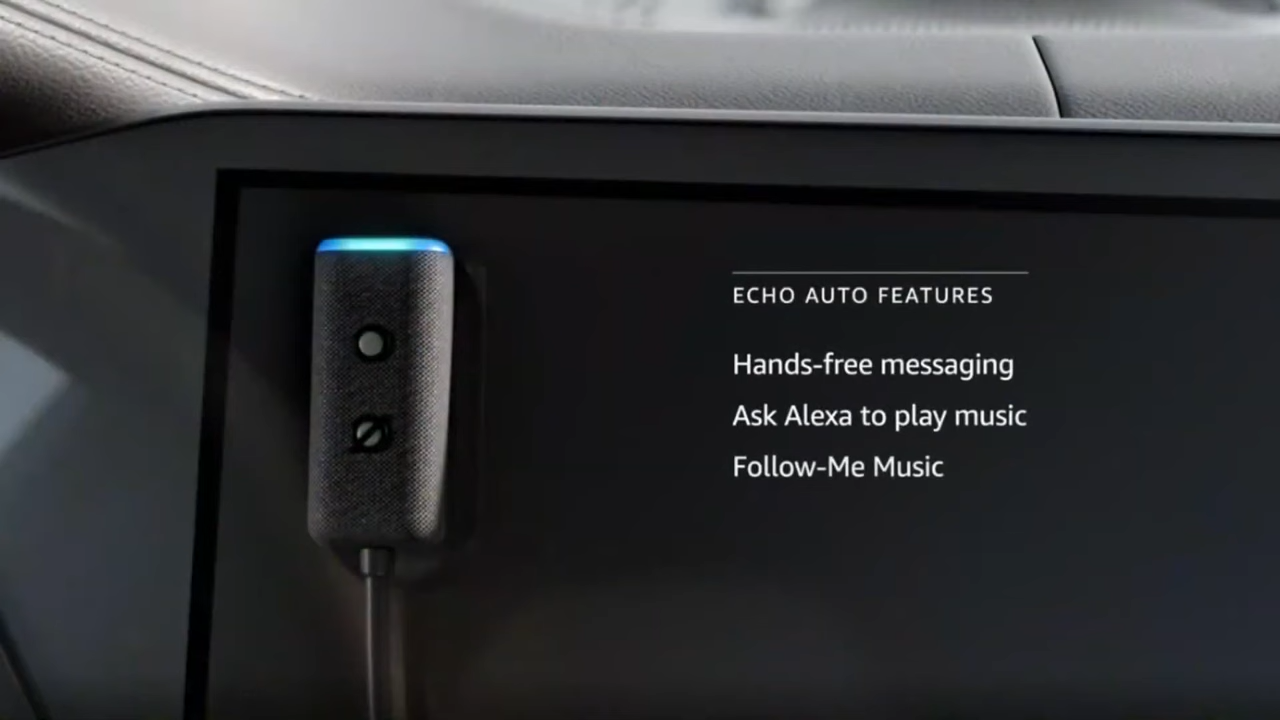 ECHO AUTO FEATURES
Hands-free messaging
Ask Alexa to play music
Follow-Me Music